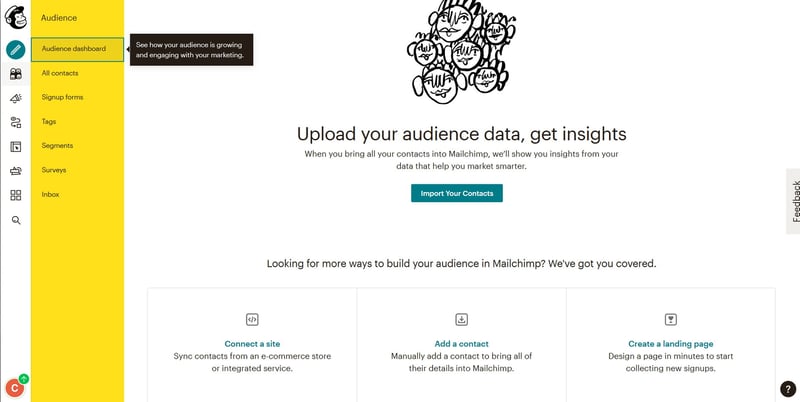 Audience
Audience dashboard
See how your audience is growing
and engaging with your marketing.
All contacts
Signup forms
Tags
Segments
Surveys
Inbox
Upload your audience data, get insights
When you bring all your contacts into Mailchimp, we'll show you insights from your
data that help you market smarter.
Import Your Contacts
Feedback
Looking for more ways to build your audience in Mailchimp? We've got you covered.
Connect a site
Sync contacts from an e-commerce store
or integrated service.
Add a contact
Manually add a contact to bring all of
their details into Mailchimp.
Create a landing page
Design a page in minutes to start
collecting new signups.
C
?